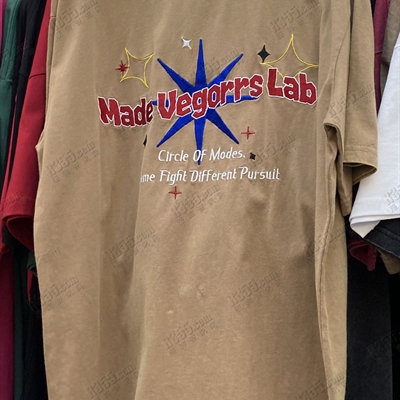 Made Vegorrs Lab
Circle Of Modes.
Fight Different Pursuit